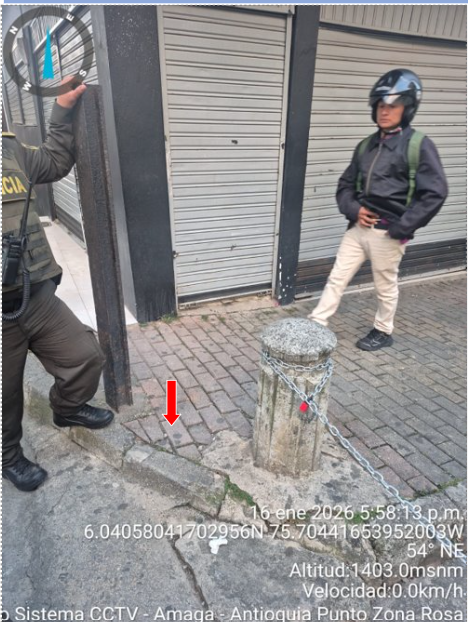 CIA
16 ene 2026 5:58:13 p.m.
6.04058041702956N 75.70441653952003W
54° NE
Altitud:1403.0msnm
Velocidad:0.0km/h
o Sistema CCTV - Amaga - Antioquia Punto Zona Rosa